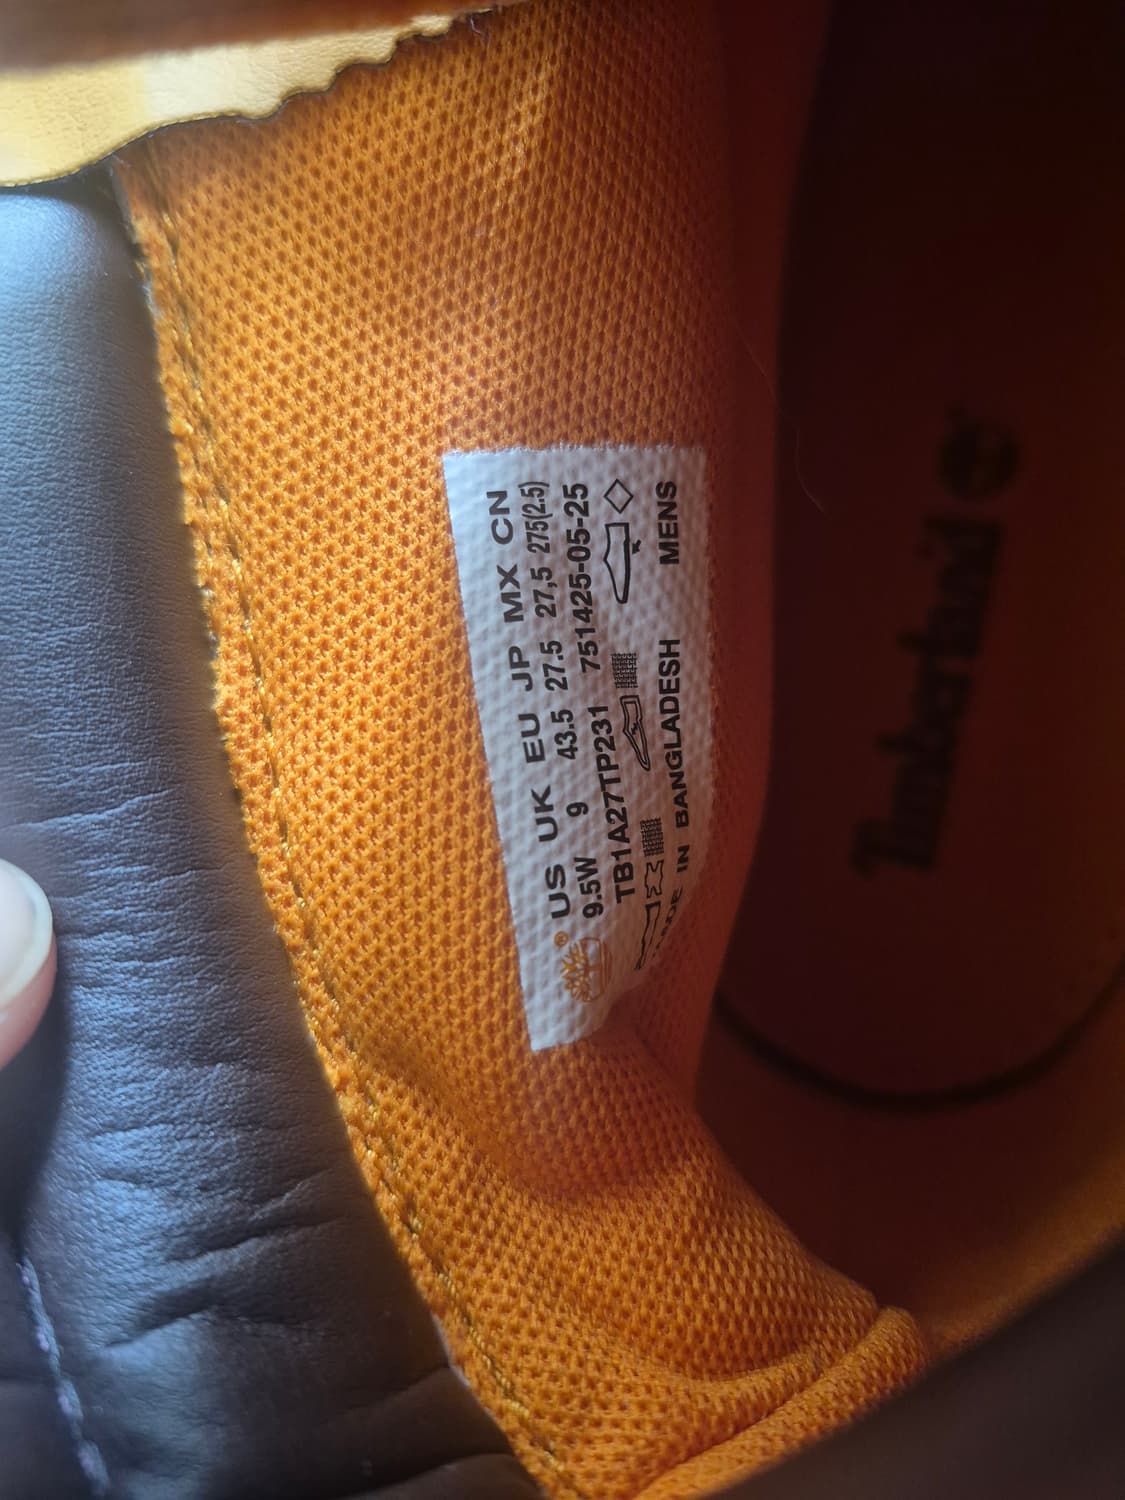 US UK EU JP MX CN
9.5W 9 43.5 27.5 27,5 275(2.5)
TB1A27TP231 751425-05-25
MADE IN BANGLADESH MENS
Timberland